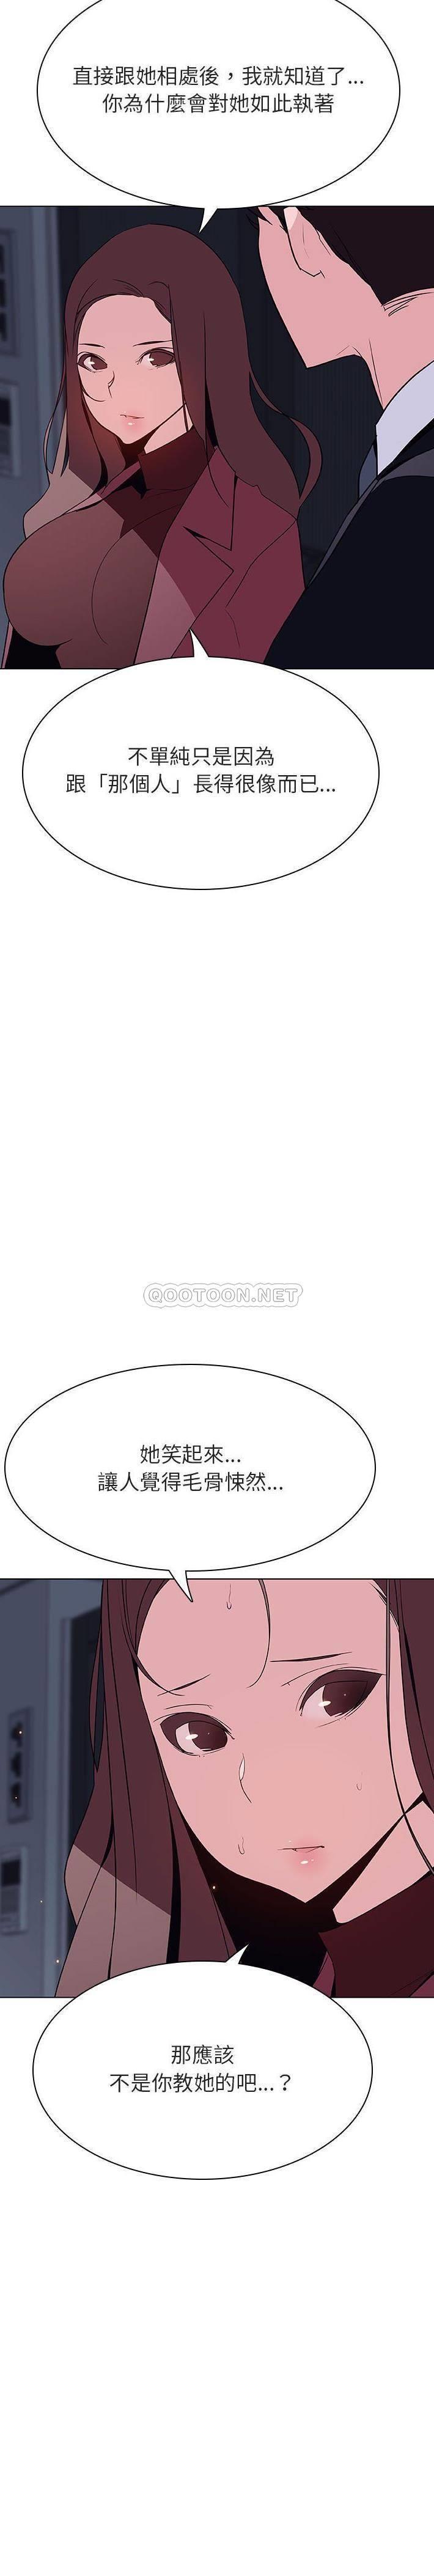 直接跟她相處後，我就知道了...
你為什麼會對她如此執著
不單純只是因為
跟「那個人」長得很像而已...
QOOTOON.NET
她笑起來...
讓人覺得毛骨悚然...
那應該
不是你教她的吧...？